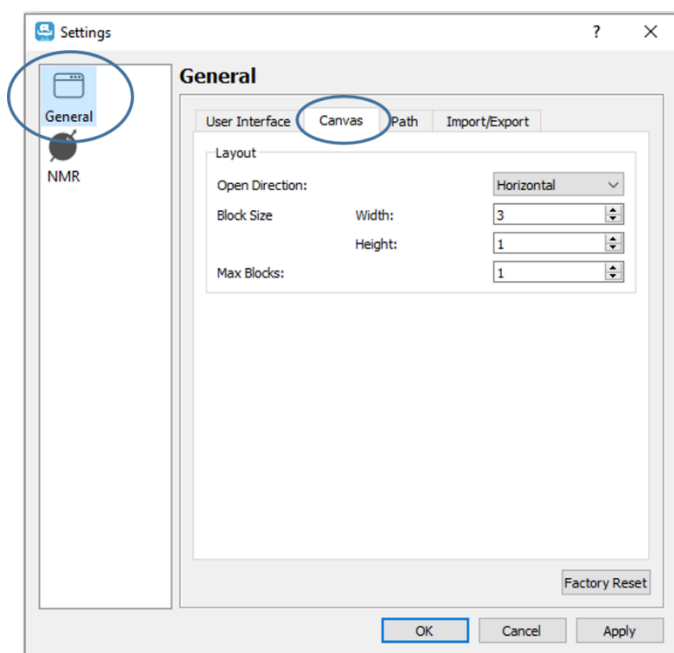 Settings ?
General
General
NMR
User Interface Canvas Path Import/Export
Layout
Open Direction: Horizontal
Block Size Width: 3
Height: 1
Max Blocks: 1
Factory Reset
OK Cancel Apply